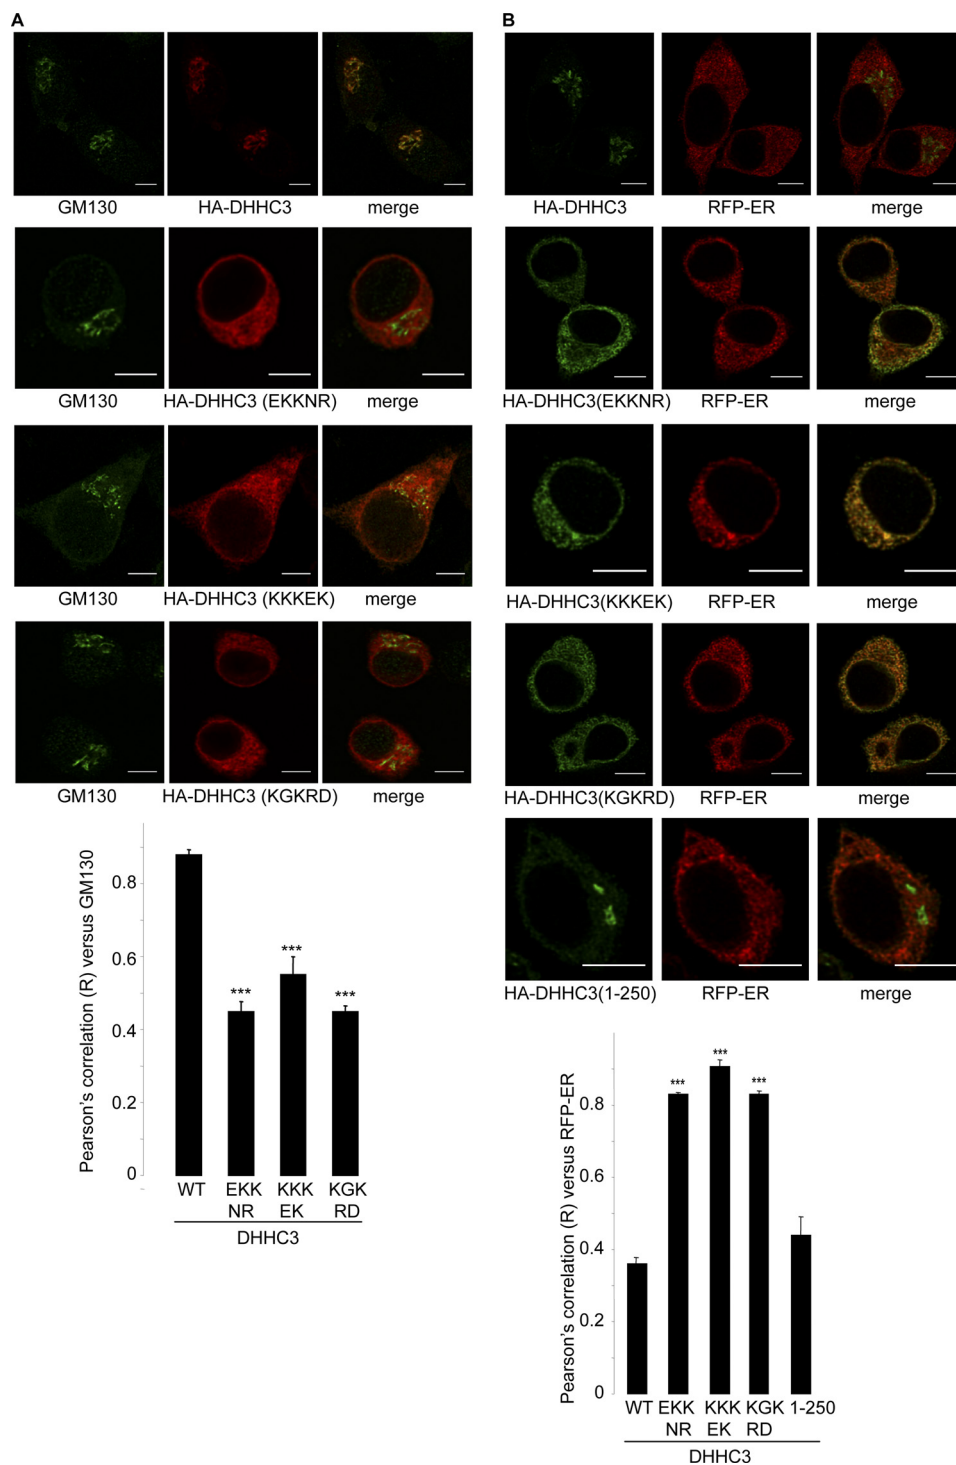 A
GM130 HA-DHHC3 merge
GM130 HA-DHHC3 (EKKNR) merge
GM130 HA-DHHC3 (KKKEK) merge
GM130 HA-DHHC3 (KGKRD) merge
Pearson's correlation (R) versus GM130
0.8
0.6
0.4
0.2
0
*** *** ***
WT EKK KKK KGK
NR EK RD
DHHC3
B
HA-DHHC3 RFP-ER merge
HA-DHHC3(EKKNR) RFP-ER merge
HA-DHHC3(KKKEK) RFP-ER merge
HA-DHHC3(KGKRD) RFP-ER merge
HA-DHHC3(1-250) RFP-ER merge
Pearson's correlation (R) versus RFP-ER
0.8
0.6
0.4
0.2
0
*** *** ***
WT EKK KKK KGK 1-250
NR EK RD
DHHC3